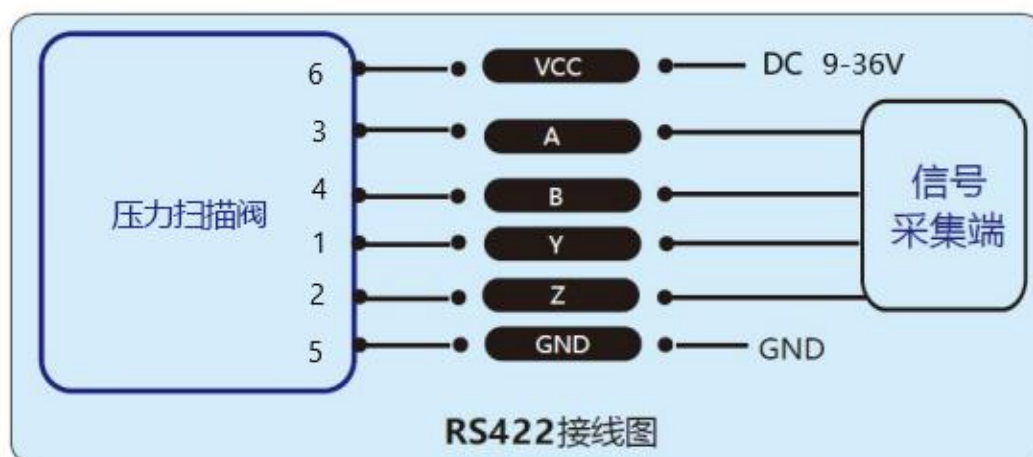 6 VCC DC 9-36V
3 A
4 B
1 Y
2 Z
5 GND GND
压力扫描阀
信号
采集端
RS422接线图